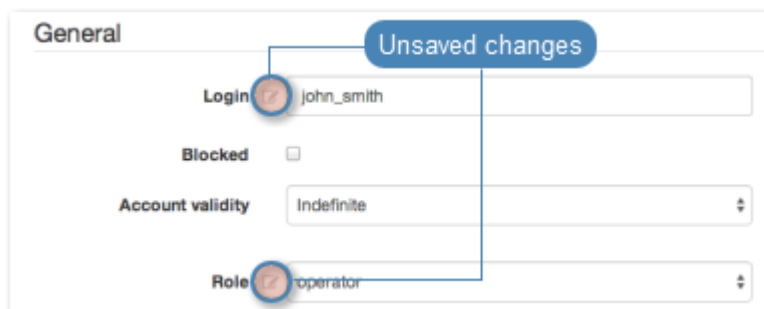 General
Unsaved changes
Login john_smith
Blocked
Account validity Indefinite
Role operator